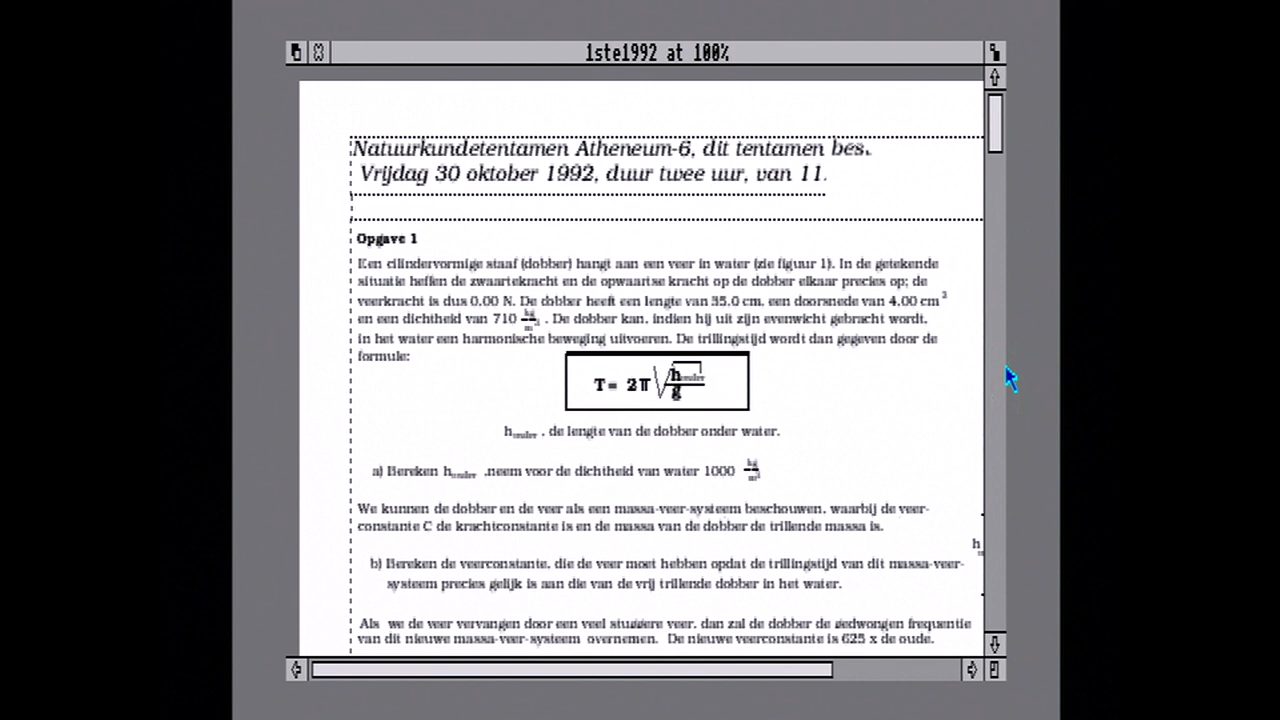 1ste1992 at 100%
Natuurkundetentamen Atheneum-6, dit tentamen bes.
Vrijdag 30 oktober 1992, duur twee uur, van 11.
Opgave 1
Een cilindervormige staaf (dobber) hangt aan een veer in water (zie figuur 1). In de getekende
situatie heffen de zwaartekracht en de opwaartse kracht op de dobber elkaar precies op; de
veerkracht is dus 0.00 N. De dobber heeft een lengte van 35.0 cm, een doorsnede van 4.00 cm²
en een dichtheid van 710 kg/m³ . De dobber kan, indien hij uit zijn evenwicht gebracht wordt,
in het water een harmonische beweging uitvoeren. De trillingstijd wordt dan gegeven door de
formule:
T = 2π√(h onder/g)
h onder , de lengte van de dobber onder water.
a) Bereken h onder .neem voor de dichtheid van water 1000 kg/m³
We kunnen de dobber en de veer als een massa-veer-systeem beschouwen, waarbij de veer-
constante C de krachtconstante is en de massa van de dobber de trillende massa is.
h
b) Bereken de veerconstante, die de veer moet hebben opdat de trillingstijd van dit massa-veer-
systeem precies gelijk is aan die van de vrij trillende dobber in het water.
Als we de veer vervangen door een veel stuggere veer, dan zal de dobber de gedwongen frequentie
van dit nieuwe massa-veer-systeem overnemen. De nieuwe veerconstante is 625 x de oude.